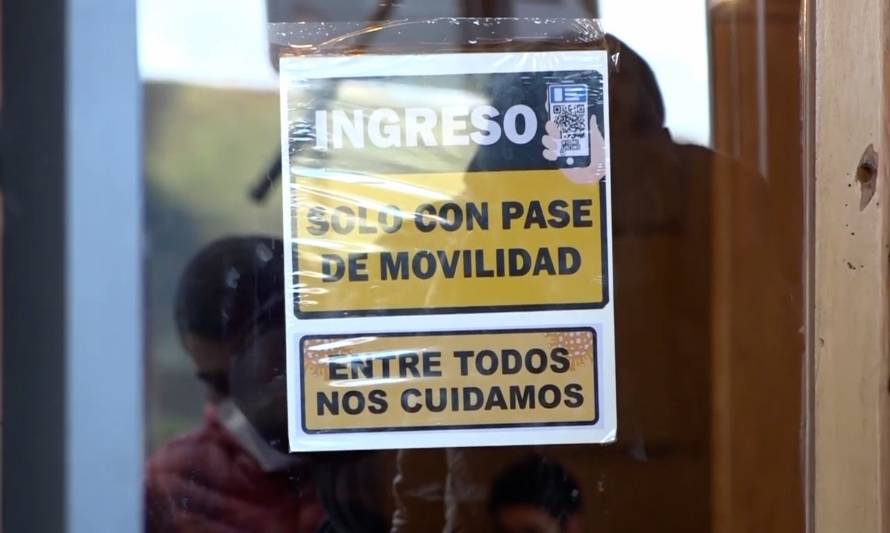 INGRESO
SOLO CON PASE
DE MOVILIDAD
ENTRE TODOS
NOS CUIDAMOS